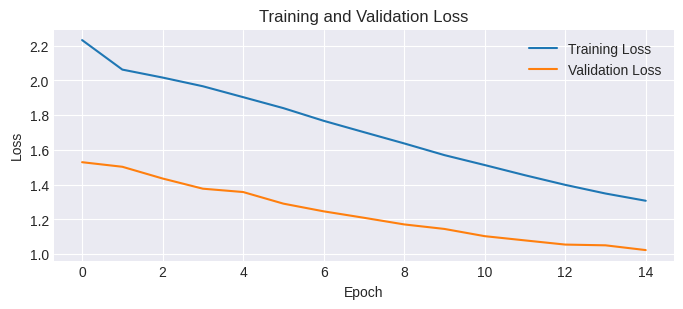 Training and Validation Loss
Training Loss
Validation Loss
2.2
2.0
1.8
1.6
1.4
1.2
1.0
Loss
0 2 4 6 8 10 12 14
Epoch